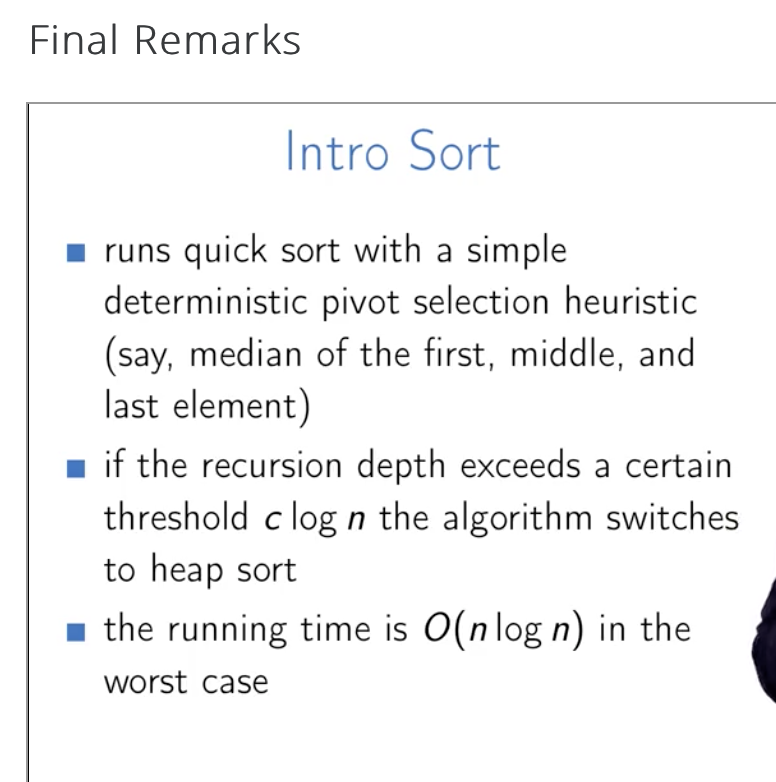 Final Remarks
Intro Sort
runs quick sort with a simple
deterministic pivot selection heuristic
(say, median of the first, middle, and
last element)
if the recursion depth exceeds a certain
threshold c log n the algorithm switches
to heap sort
the running time is O(n log n) in the
worst case